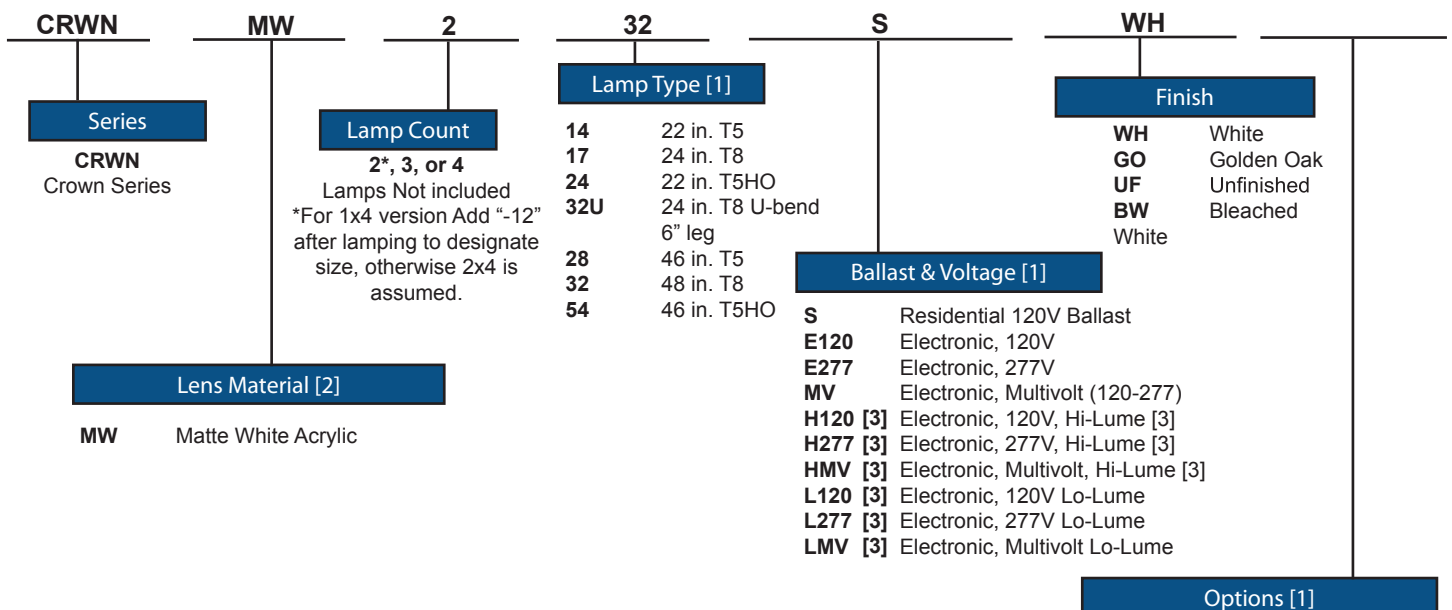 CRWN MW 2 32 S WH
Series
CRWN
Crown Series
Lens Material [2]
MW Matte White Acrylic
Lamp Count
2*, 3, or 4
Lamps Not included
*For 1x4 version Add “-12”
after lamping to designate
size, otherwise 2x4 is
assumed.
Lamp Type [1]
14 22 in. T5
17 24 in. T8
24 22 in. T5HO
32U 24 in. T8 U-bend
6” leg
28 46 in. T5
32 48 in. T8
54 46 in. T5HO
Ballast & Voltage [1]
S Residential 120V Ballast
E120 Electronic, 120V
E277 Electronic, 277V
MV Electronic, Multivolt (120-277)
H120 [3] Electronic, 120V, Hi-Lume [3]
H277 [3] Electronic, 277V, Hi-Lume [3]
HMV [3] Electronic, Multivolt, Hi-Lume [3]
L120 [3] Electronic, 120V Lo-Lume
L277 [3] Electronic, 277V Lo-Lume
LMV [3] Electronic, Multivolt Lo-Lume
Finish
WH White
GO Golden Oak
UF Unfinished
BW Bleached
White
Options [1]